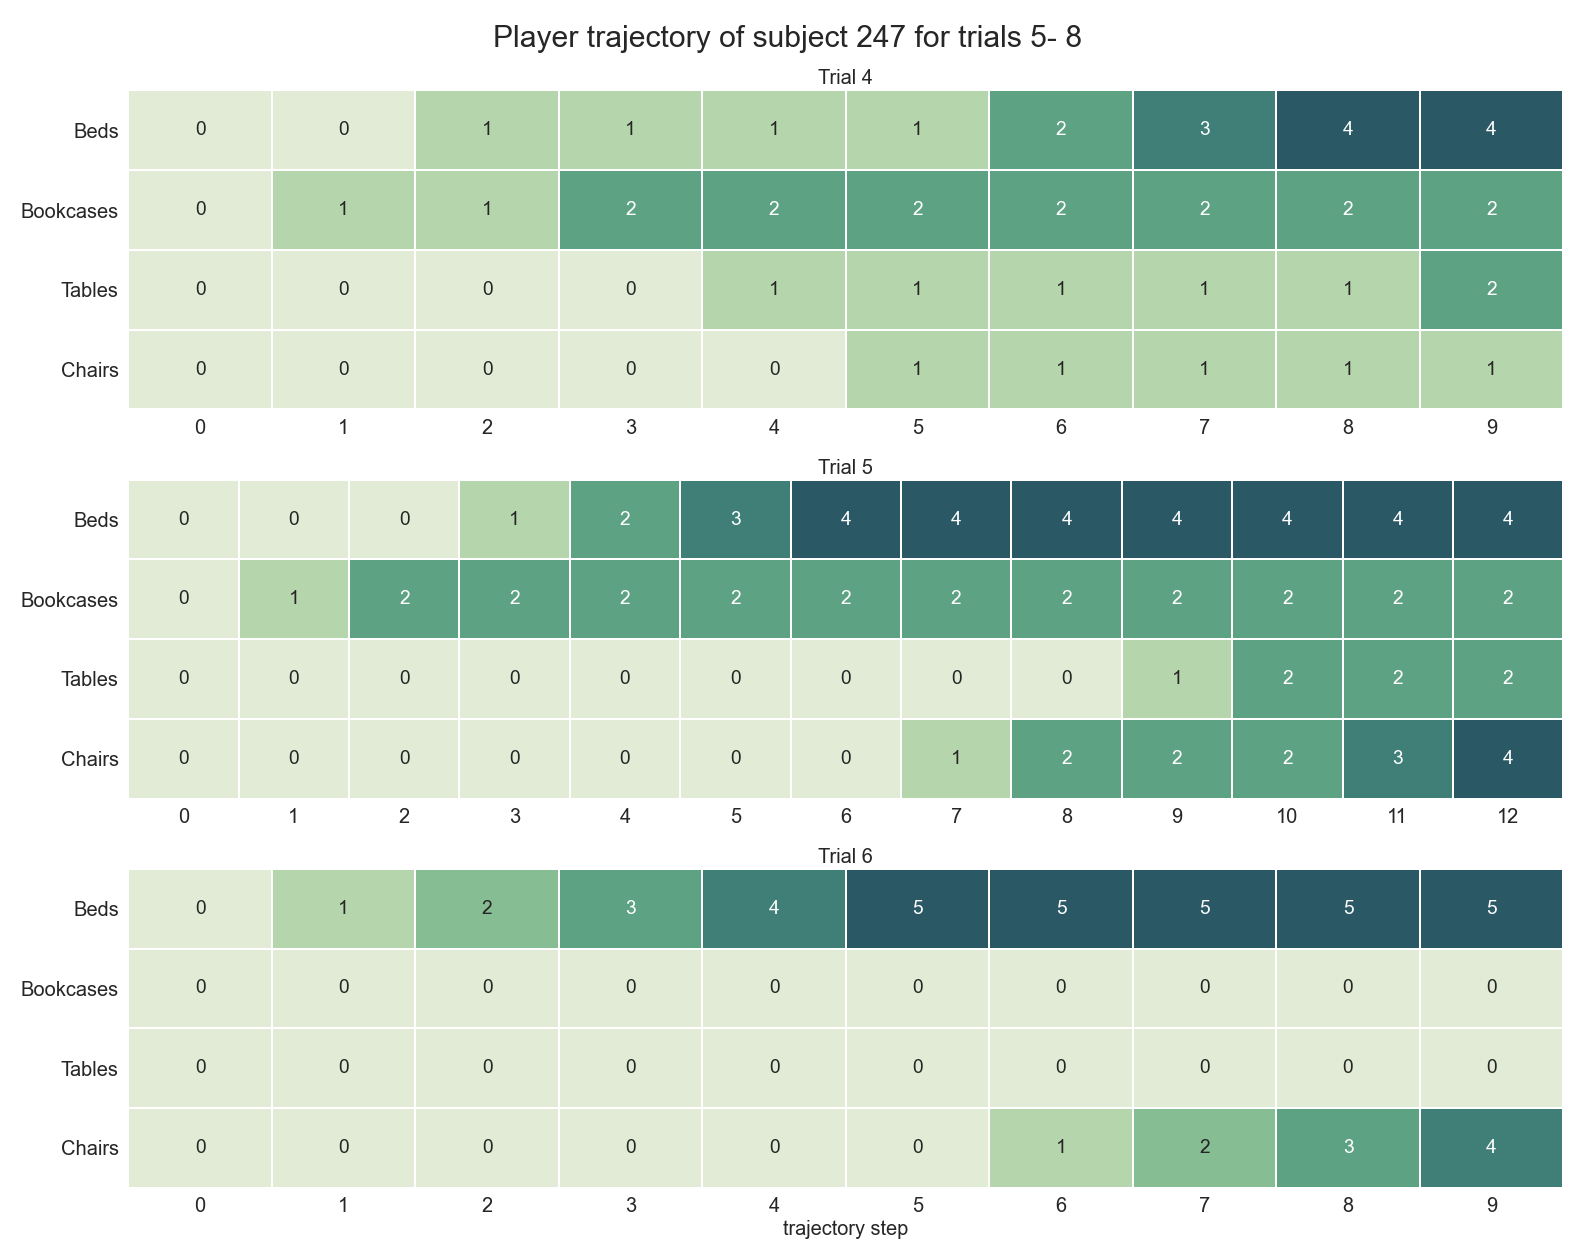 Player trajectory of subject 247 for trials 5- 8
Trial 4
Beds 0 0 1 1 1 1 2 3 4 4
Bookcases 0 1 1 2 2 2 2 2 2 2
Tables 0 0 0 0 1 1 1 1 1 2
Chairs 0 0 0 0 0 1 1 1 1 1
0 1 2 3 4 5 6 7 8 9
Trial 5
Beds 0 0 0 1 2 3 4 4 4 4 4 4 4
Bookcases 0 1 2 2 2 2 2 2 2 2 2 2 2
Tables 0 0 0 0 0 0 0 0 0 1 2 2 2
Chairs 0 0 0 0 0 0 0 1 2 2 2 3 4
0 1 2 3 4 5 6 7 8 9 10 11 12
Trial 6
Beds 0 1 2 3 4 5 5 5 5 5
Bookcases 0 0 0 0 0 0 0 0 0 0
Tables 0 0 0 0 0 0 0 0 0 0
Chairs 0 0 0 0 0 0 1 2 3 4
0 1 2 3 4 5 6 7 8 9
trajectory step